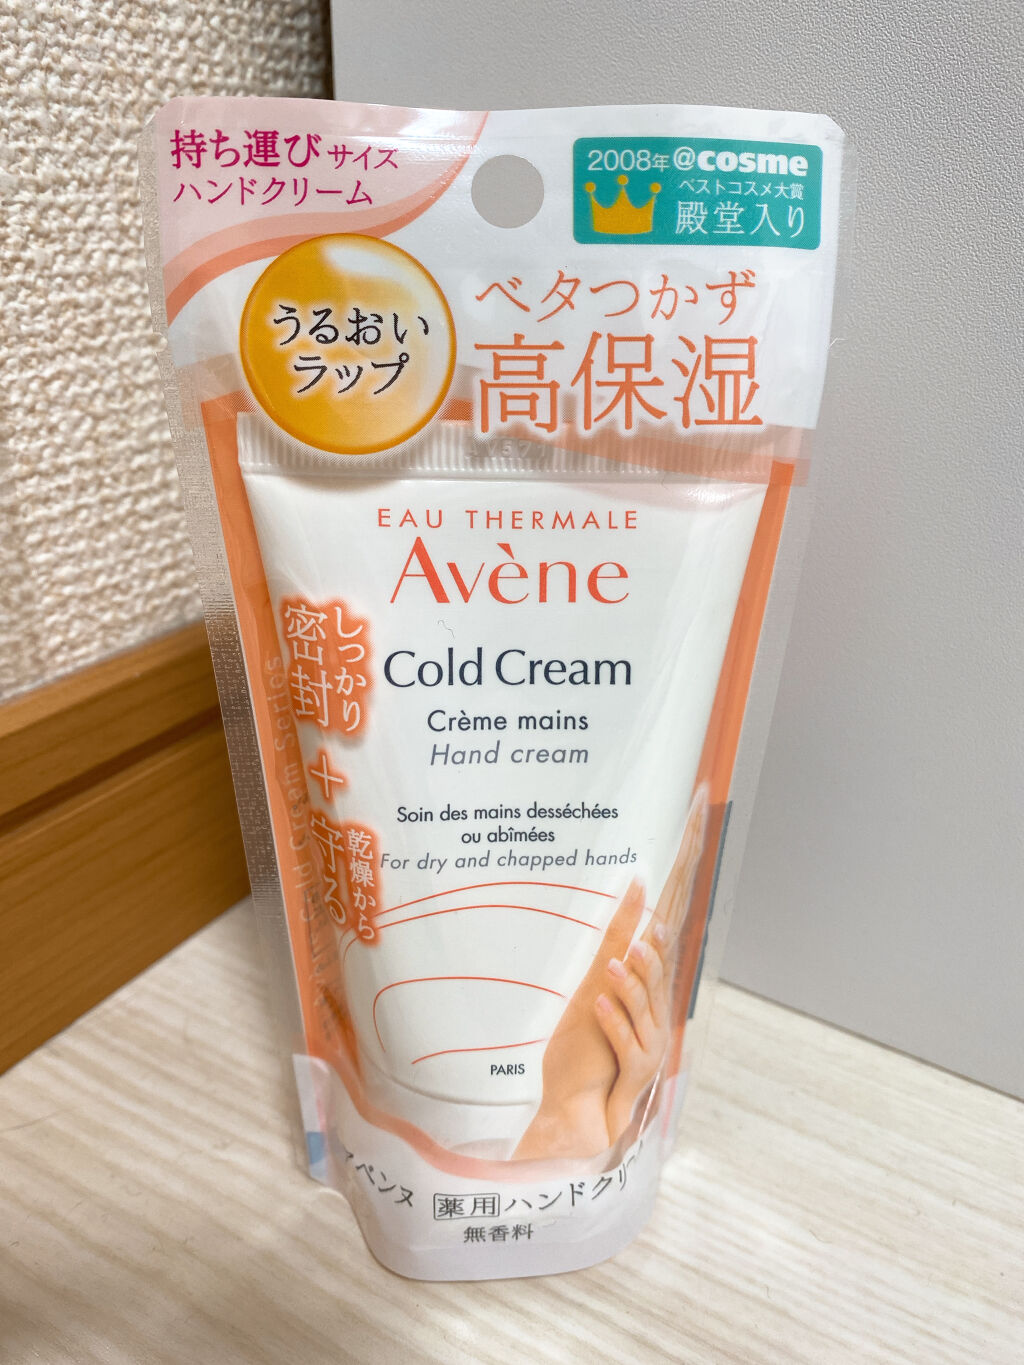 持ち運びサイズ
ハンドクリーム
2008年 @cosme
ベストコスメ大賞
殿堂入り
うるおい
ラップ
ベタつかず
高保湿
EAU THERMALE
Avène
Cold Cream
Crème mains
Hand cream
Soin des mains desséchées
ou abîmées
For dry and chapped hands
しっかり
密封
+
乾燥から
守る
Cold Cream Series
PARIS
アベンヌ 薬用 ハンドクリーム
無香料